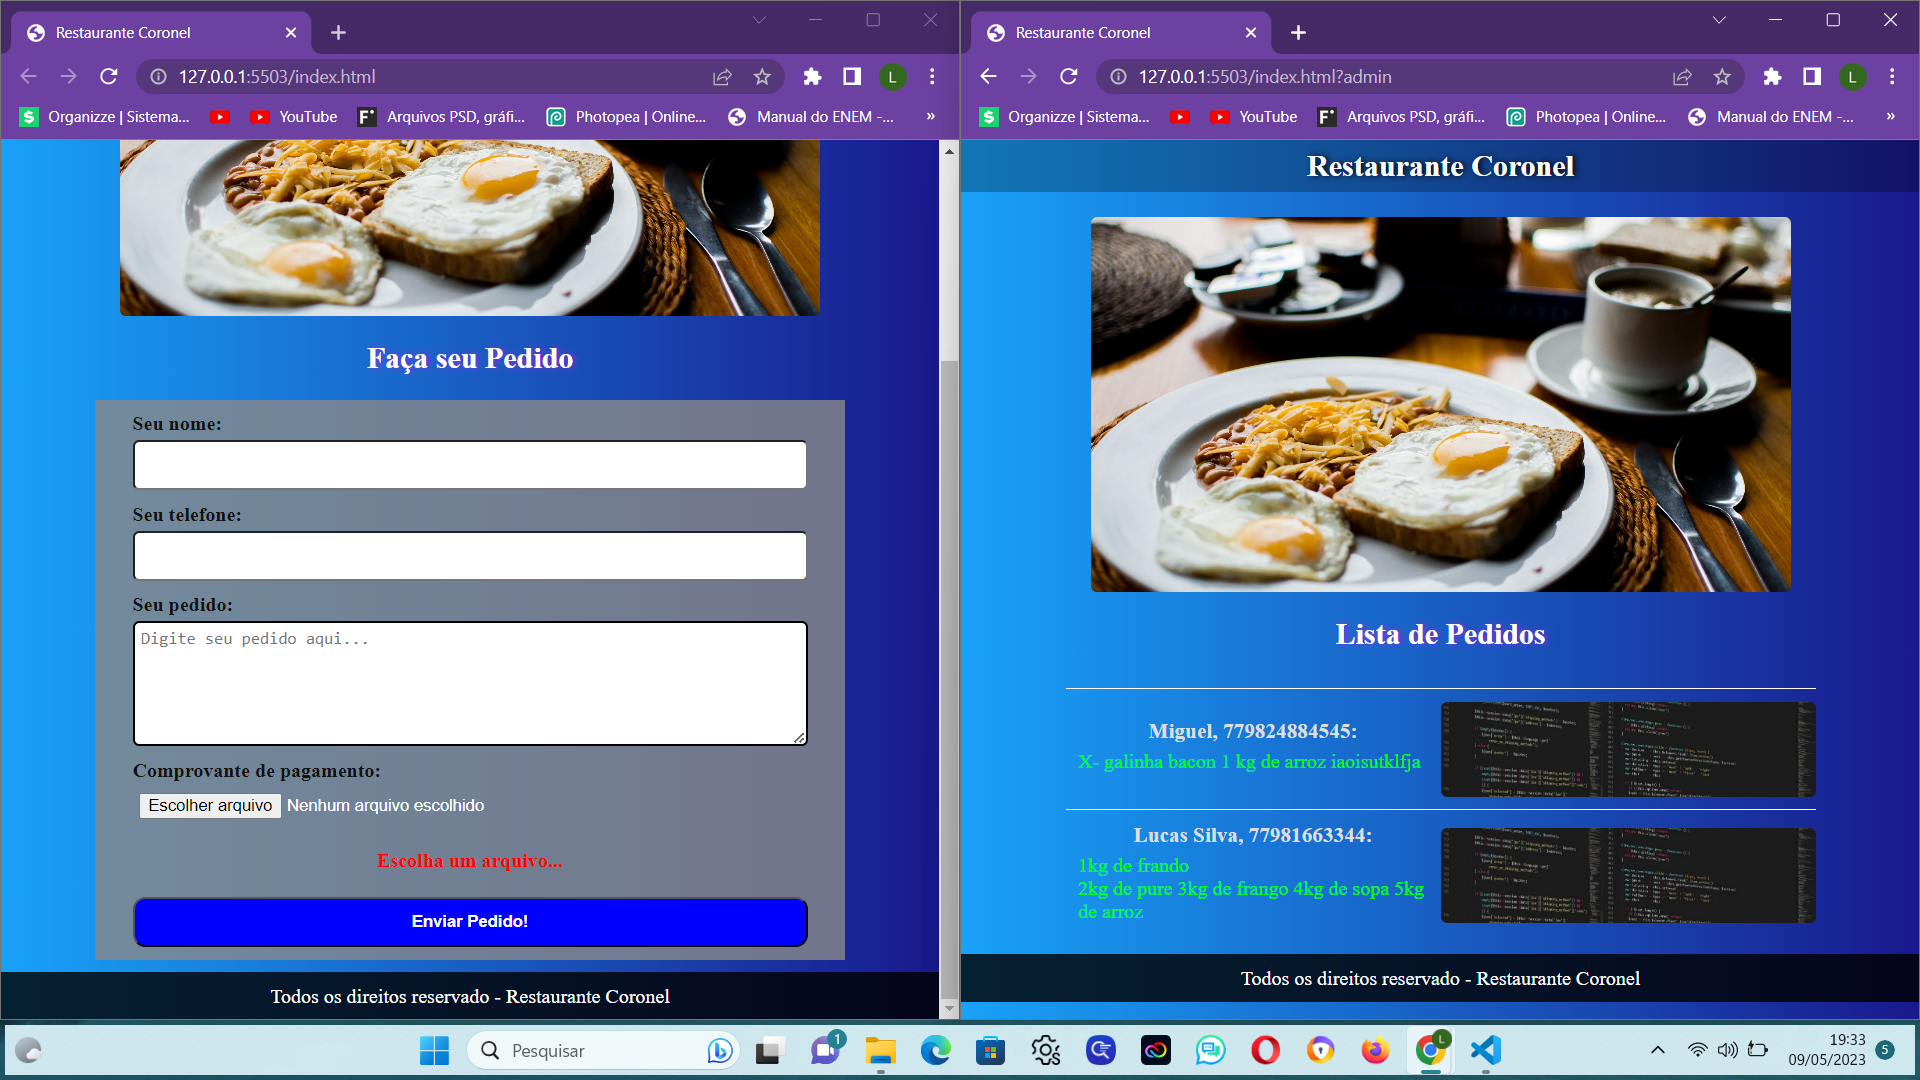 Restaurante Coronel
127.0.0.1:5503/index.html
L
Organizze | Sistema...
YouTube
Arquivos PSD, gráfi...
Photopea | Online...
Manual do ENEM -...
»
Faça seu Pedido
Seu nome:
Seu telefone:
Seu pedido:
Digite seu pedido aqui...
Comprovante de pagamento:
Escolher arquivo Nenhum arquivo escolhido
Escolha um arquivo...
Enviar Pedido!
Todos os direitos reservado - Restaurante Coronel
Restaurante Coronel
127.0.0.1:5503/index.html?admin
L
Organizze | Sistema...
YouTube
Arquivos PSD, gráfi...
Photopea | Online...
Manual do ENEM -...
»
Restaurante Coronel
Lista de Pedidos
Miguel, 779824884545:
X- galinha bacon 1 kg de arroz iaoisutklfja
Lucas Silva, 77981663344:
1kg de frando
2kg de pure 3kg de frango 4kg de sopa 5kg
de arroz
Todos os direitos reservado - Restaurante Coronel
Pesquisar
1
L
19:33
09/05/2023
5